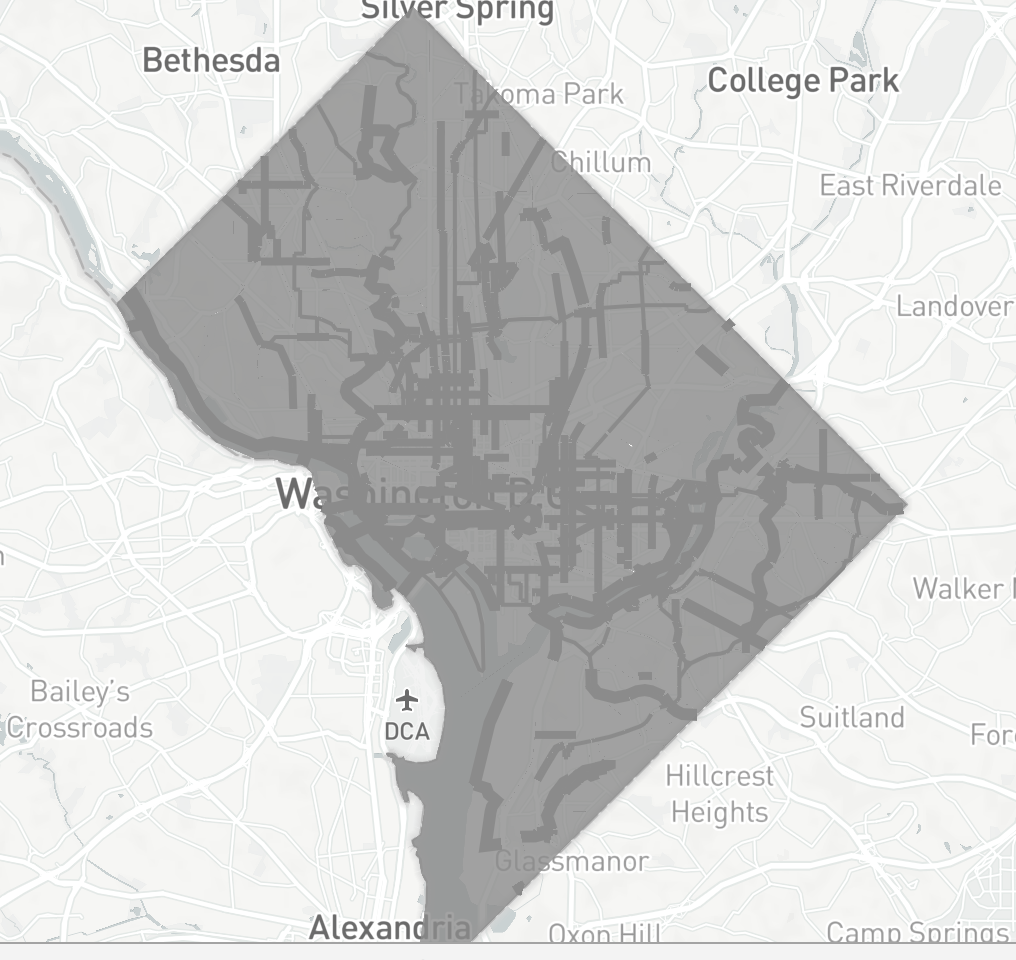 Silver Spring
Bethesda
College Park
Takoma Park
Chillum
East Riverdale
Landover
Washington
Walker
Bailey's
Crossroads
DCA
Suitland
Hillcrest
Heights
Glassmanor
Alexandria
Oxon Hill
Camp Springs